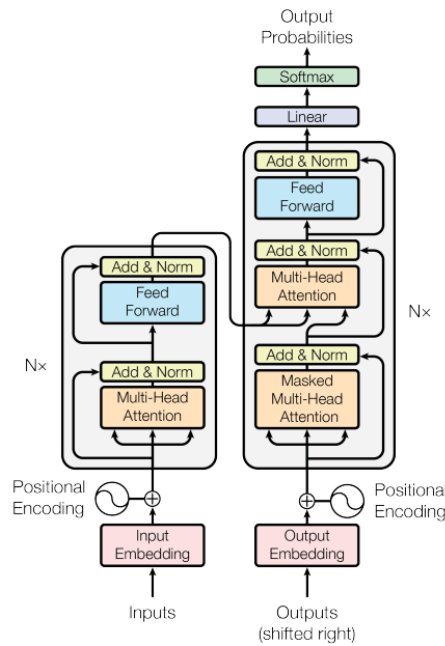 Output
Probabilities
Softmax
Linear
Add & Norm
Feed
Forward
Add & Norm
Multi-Head
Attention
Add & Norm
Masked
Multi-Head
Attention
N×
Positional
Encoding
Output
Embedding
Outputs
(shifted right)
Add & Norm
Feed
Forward
Add & Norm
Multi-Head
Attention
N×
Positional
Encoding
Input
Embedding
Inputs